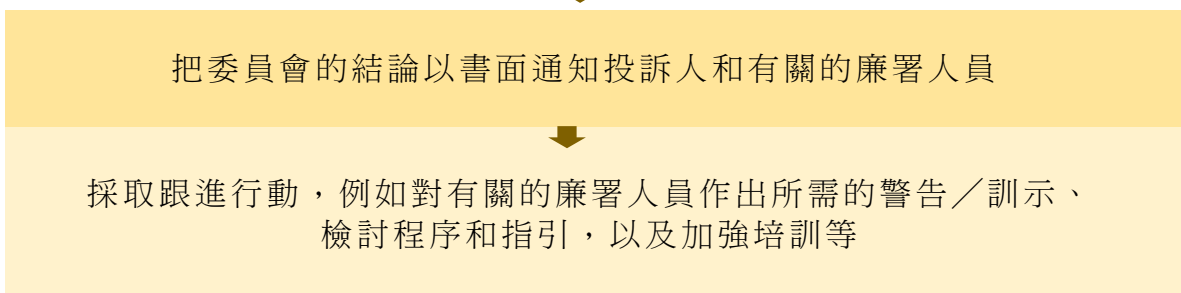 把委員會的結論以書面通知投訴人和有關的廉署人員
採取跟進行動，例如對有關的廉署人員作出所需的警告／訓示、
檢討程序和指引，以及加強培訓等